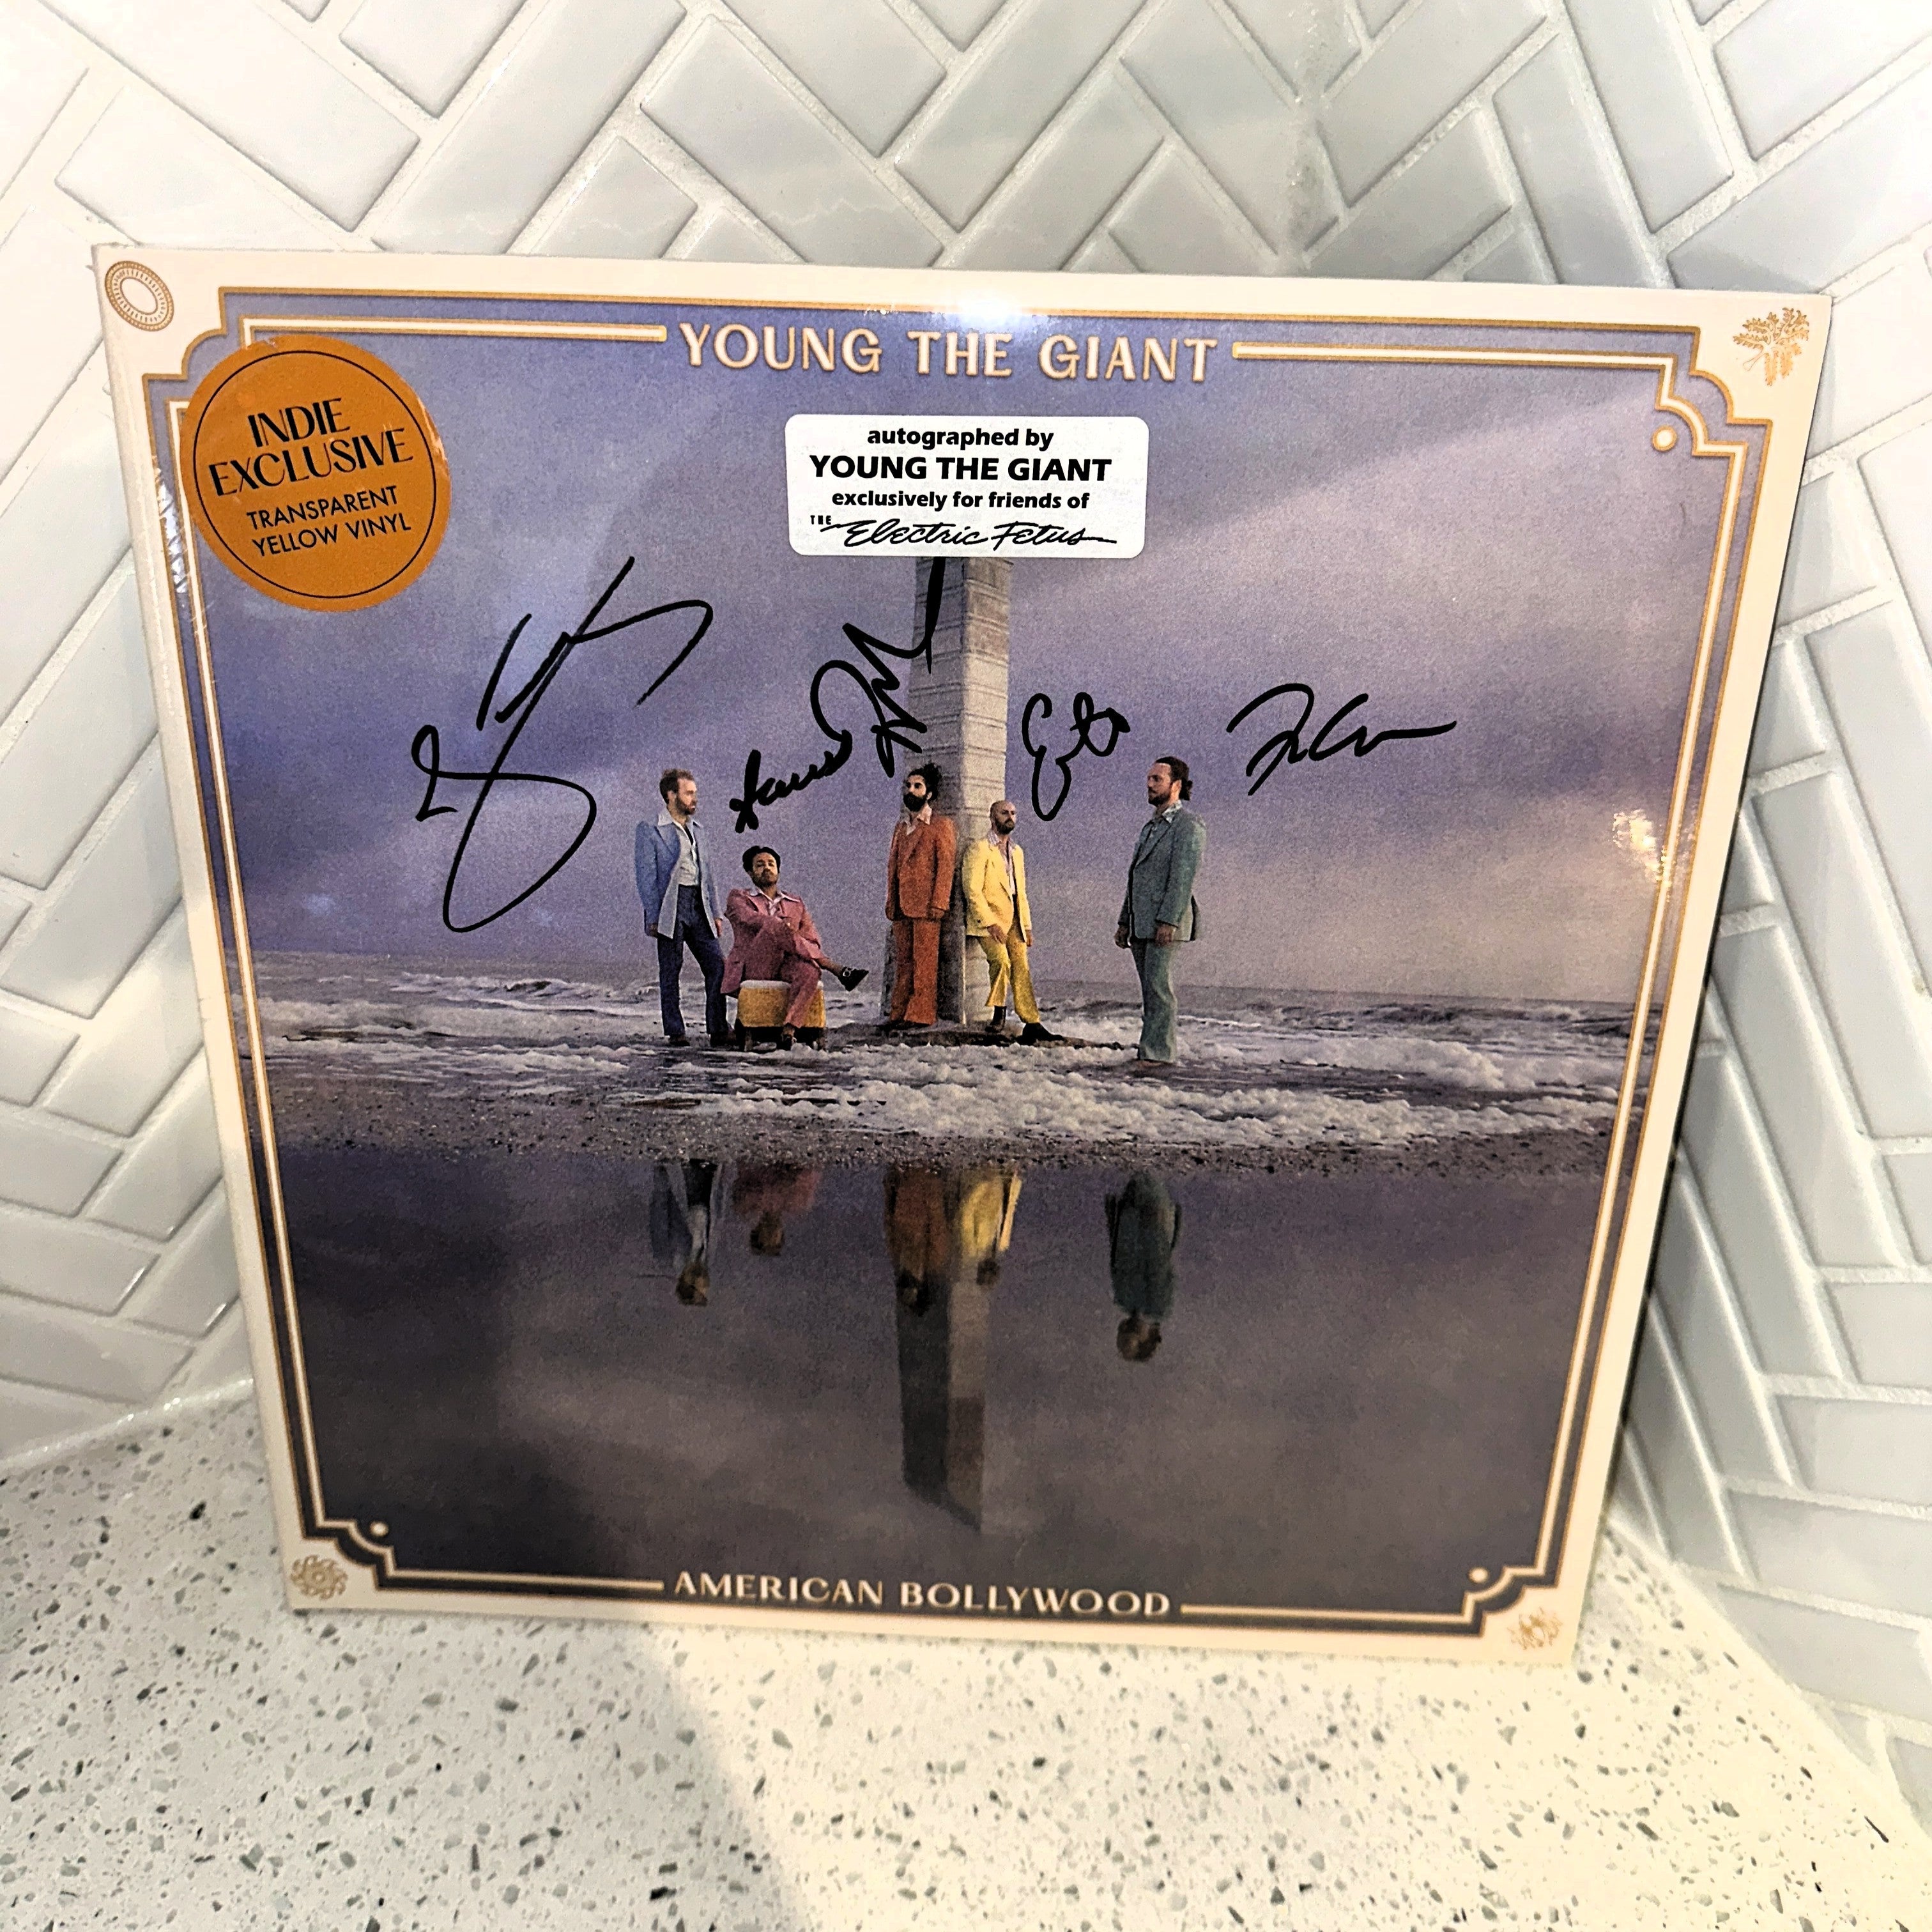 YOUNG THE GIANT
INDIE
EXCLUSIVE
TRANSPARENT
YELLOW VINYL
autographed by
YOUNG THE GIANT
exclusively for friends of
THE Electric Fetus
AMERICAN BOLLYWOOD